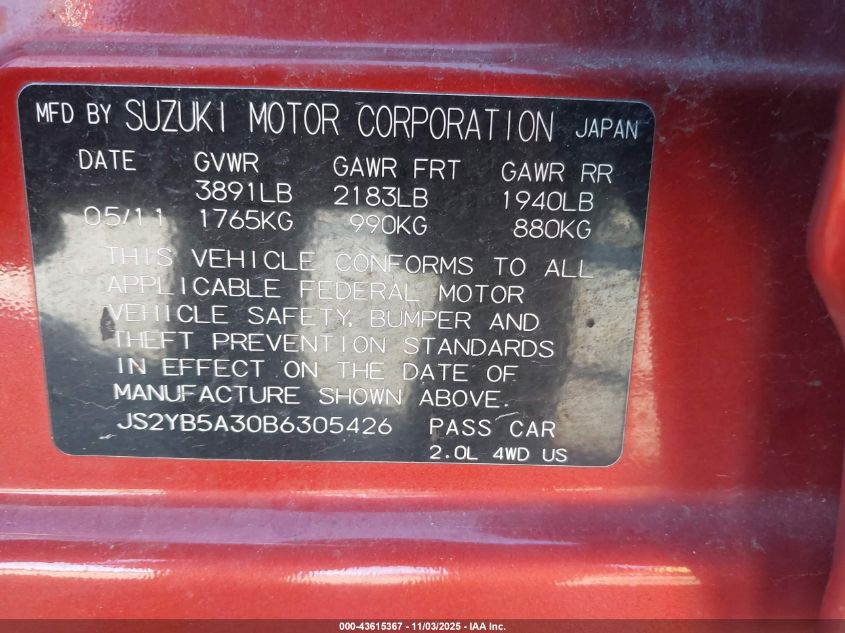 MFD BY SUZUKI MOTOR CORPORATION JAPAN
DATE GVWR GAWR FRT GAWR RR
3891LB 2183LB 1940LB
05/11 1765KG 990KG 880KG
THIS VEHICLE CONFORMS TO ALL
APPLICABLE FEDERAL MOTOR
VEHICLE SAFETY, BUMPER AND
THEFT PREVENTION STANDARDS
IN EFFECT ON THE DATE OF
MANUFACTURE SHOWN ABOVE.
JS2YB5A30B6305426 PASS CAR
2.0L 4WD US
000-43615367 - 11/03/2025 - IAA Inc.